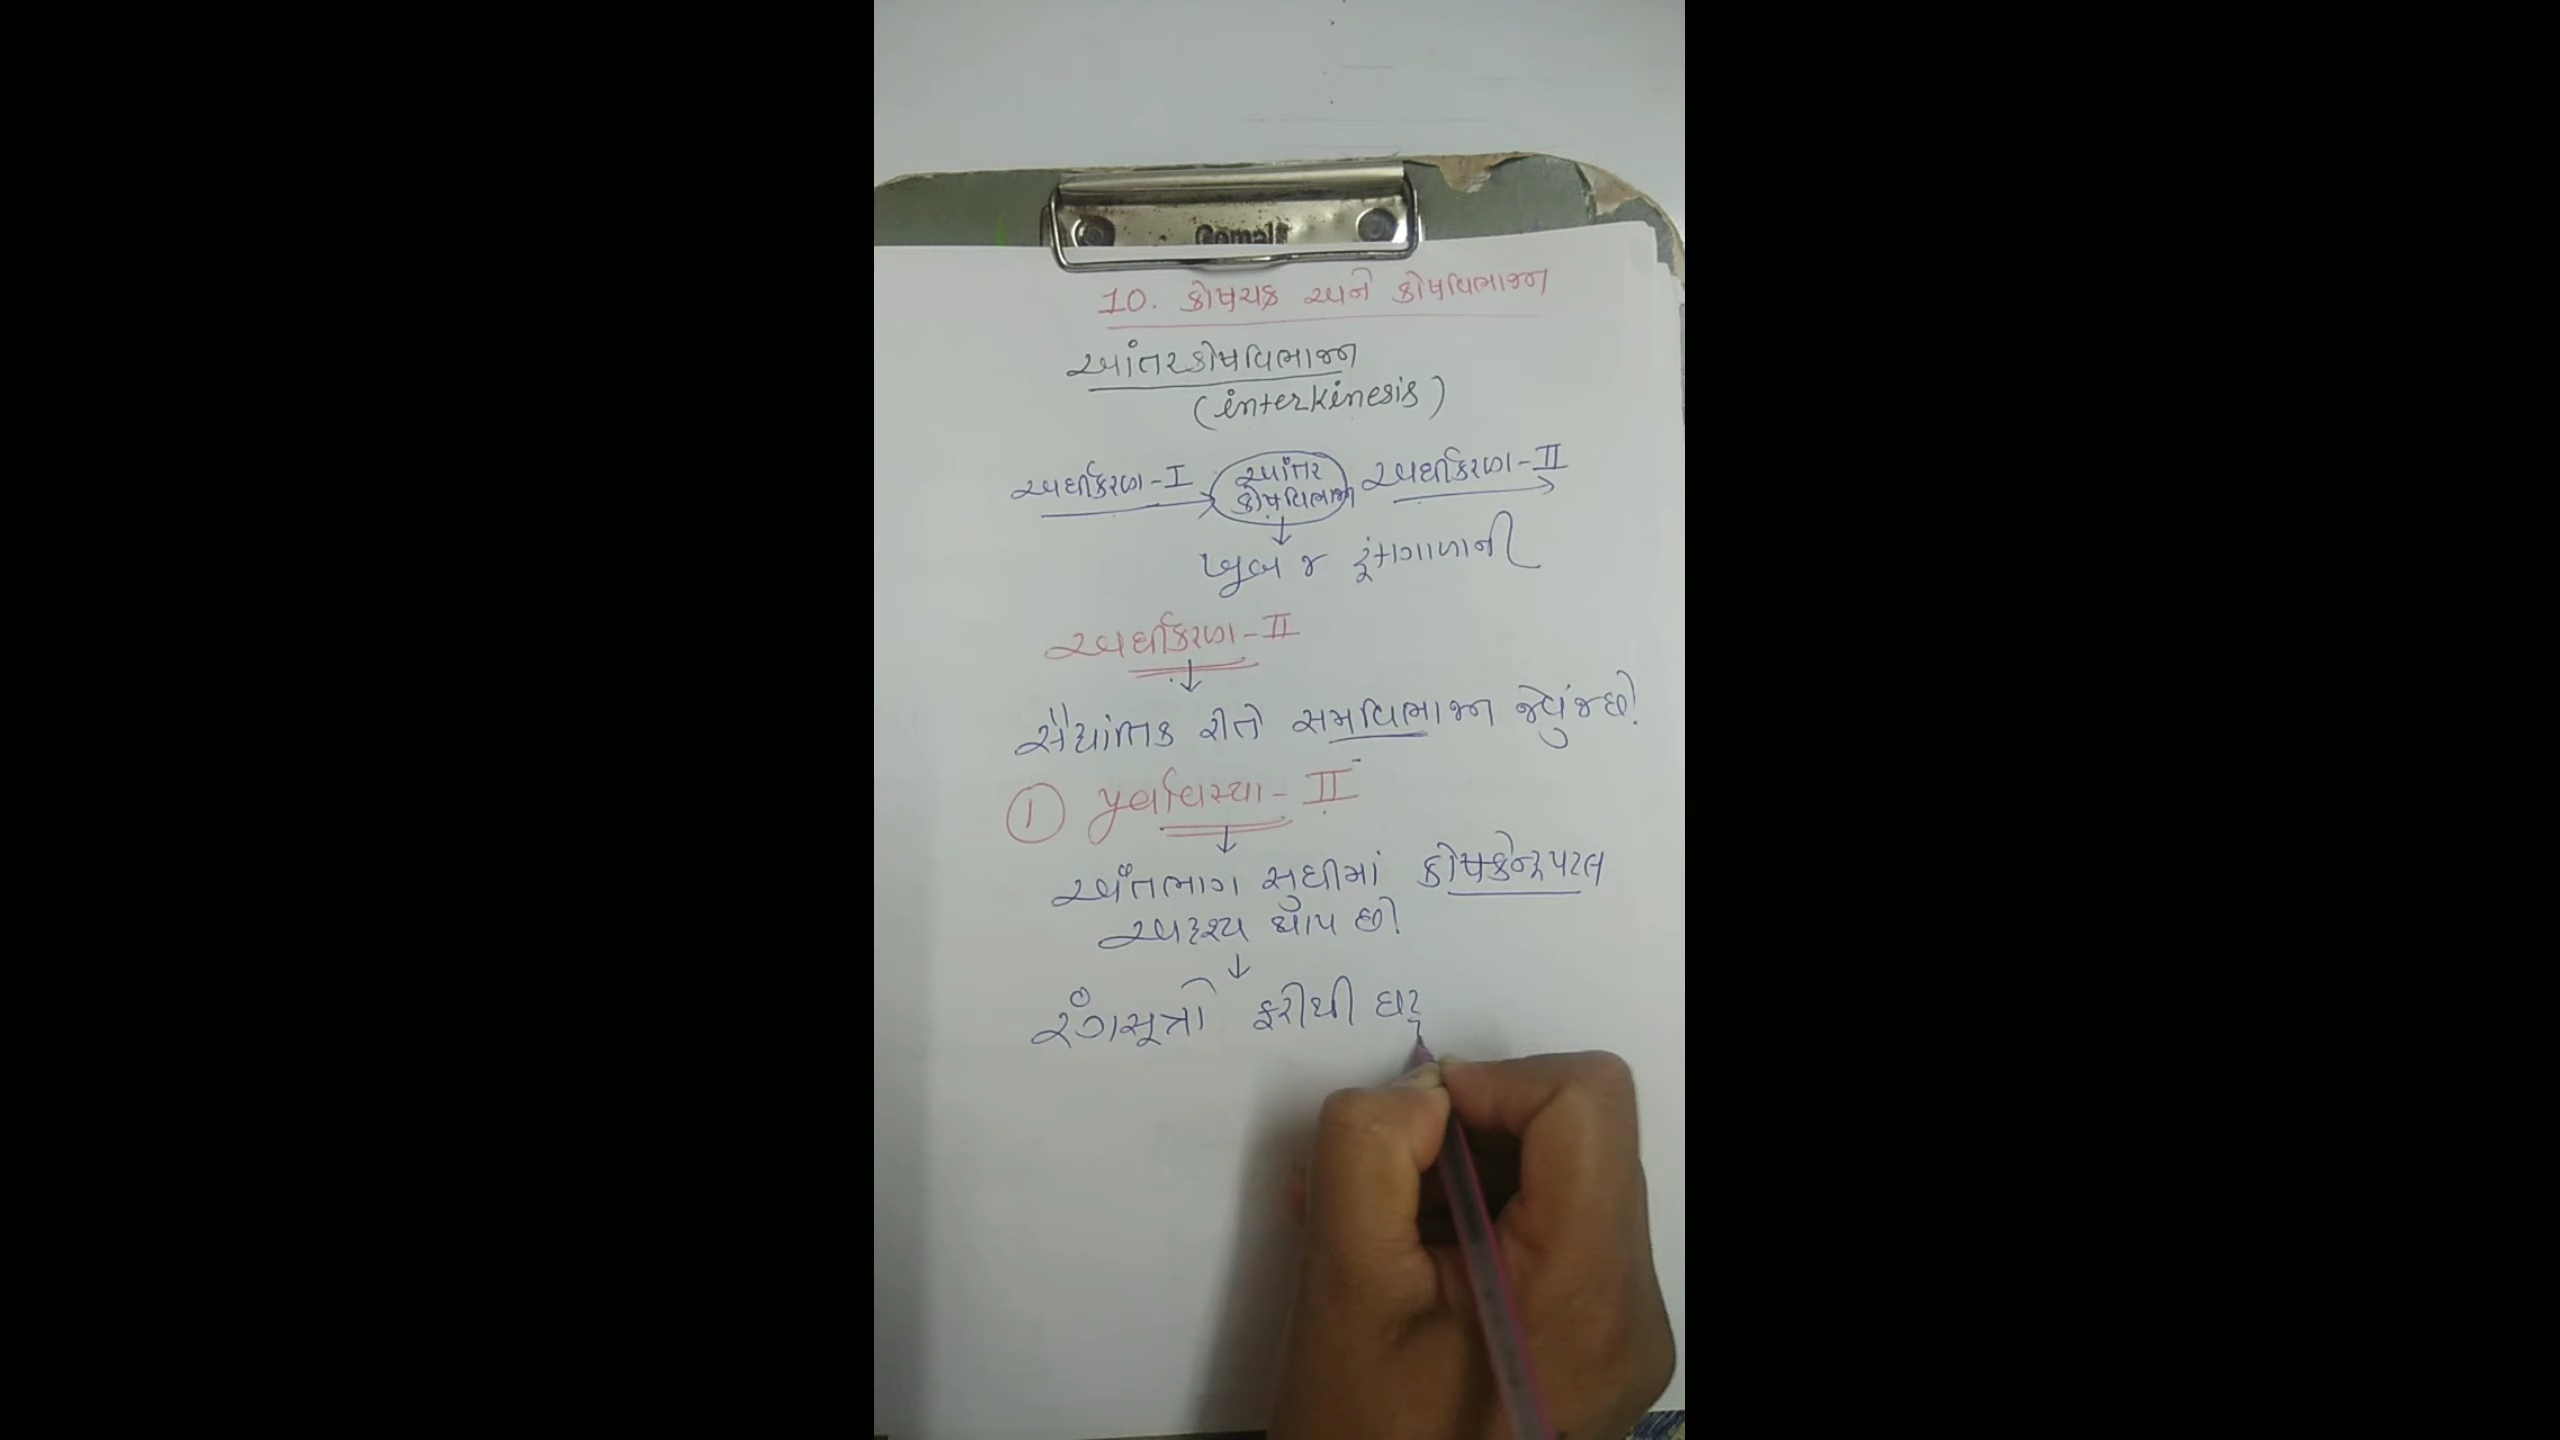 Gemalt
10. કોષચક્ર અને કોષવિભાજન
આંતરકોષવિભાજન
(interkinesis)
અર્ધીકરણ-I આંતર કોષવિભાજન અર્ધીકરણ-II
ખુબ જ ટૂંકાગાળાની
અર્ધીકરણ-II
સૈધાંતિક રીતે સમવિભાજન જેવું જ છે.
① પૂર્વાવસ્થા-II
અંતભાગ સુધીમાં કોષકેન્દ્રપટલ
અદ્રશ્ય થાય છે.
રંગસૂત્રો ફરીથી ઘટ્